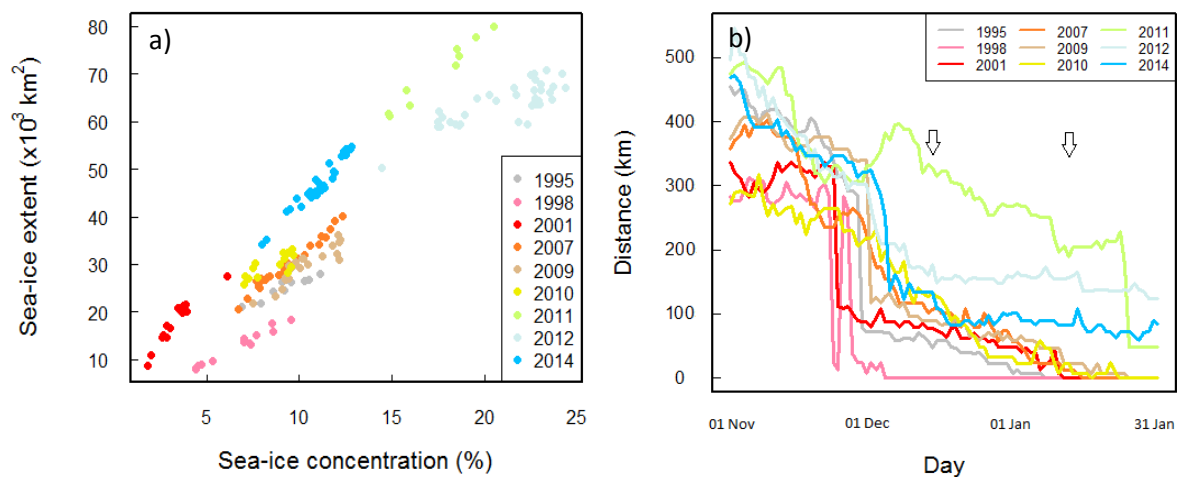 a)
80
70
60
50
40
30
20
10
Sea-ice extent (x10³ km²)
1995
1998
2001
2007
2009
2010
2011
2012
2014
5
10
15
20
25
Sea-ice concentration (%)
b)
1995 2007 2011
1998 2009 2012
2001 2010 2014
500
400
300
200
100
0
Distance (km)
01 Nov 01 Dec 01 Jan 31 Jan
Day